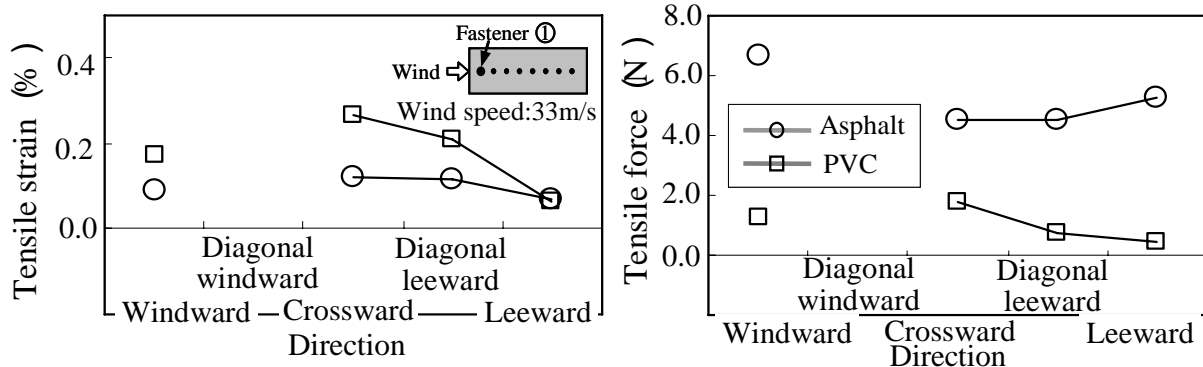 Tensile strain (%)
0.4
0.2
0.0
Fastener ①
Wind
Wind speed:33m/s
Diagonal windward
Diagonal leeward
Windward
Crossward
Leeward
Direction
Tensile force (N)
8.0
6.0
4.0
2.0
0.0
Asphalt
PVC
Diagonal windward
Diagonal leeward
Windward
Crossward
Leeward
Direction